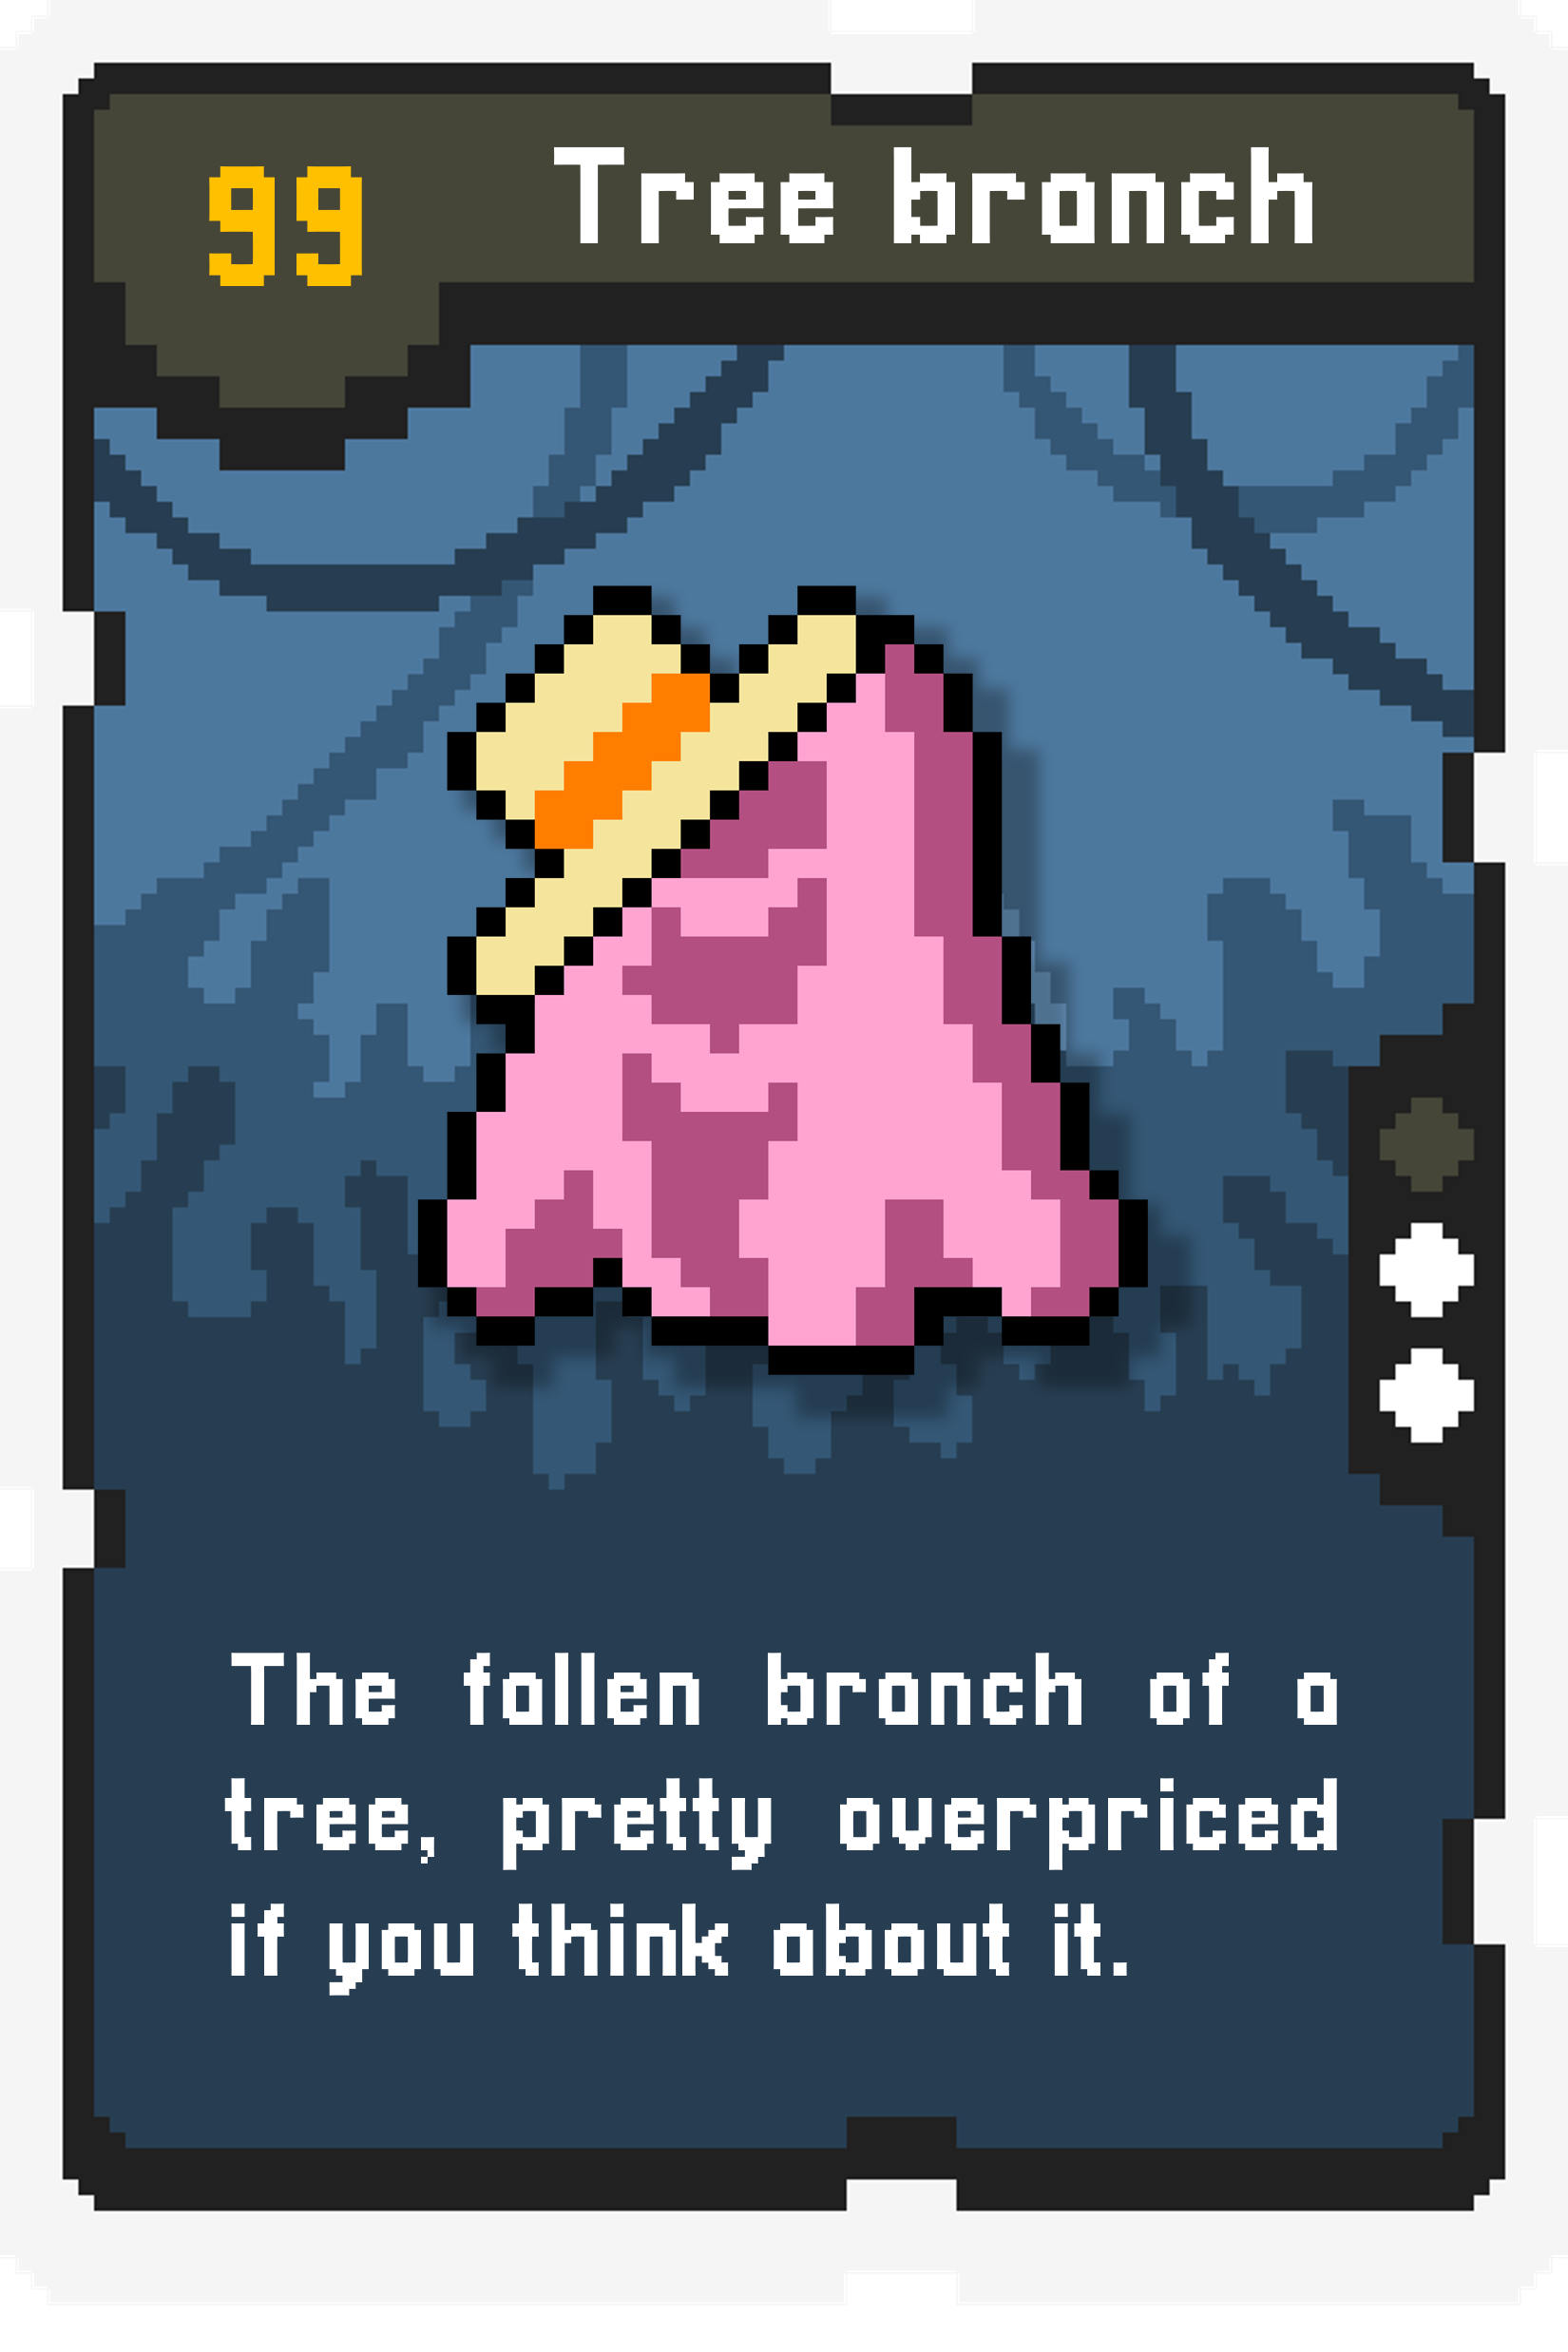 99 Tree branch
The fallen branch of a
tree, pretty overpriced
if you think about it.